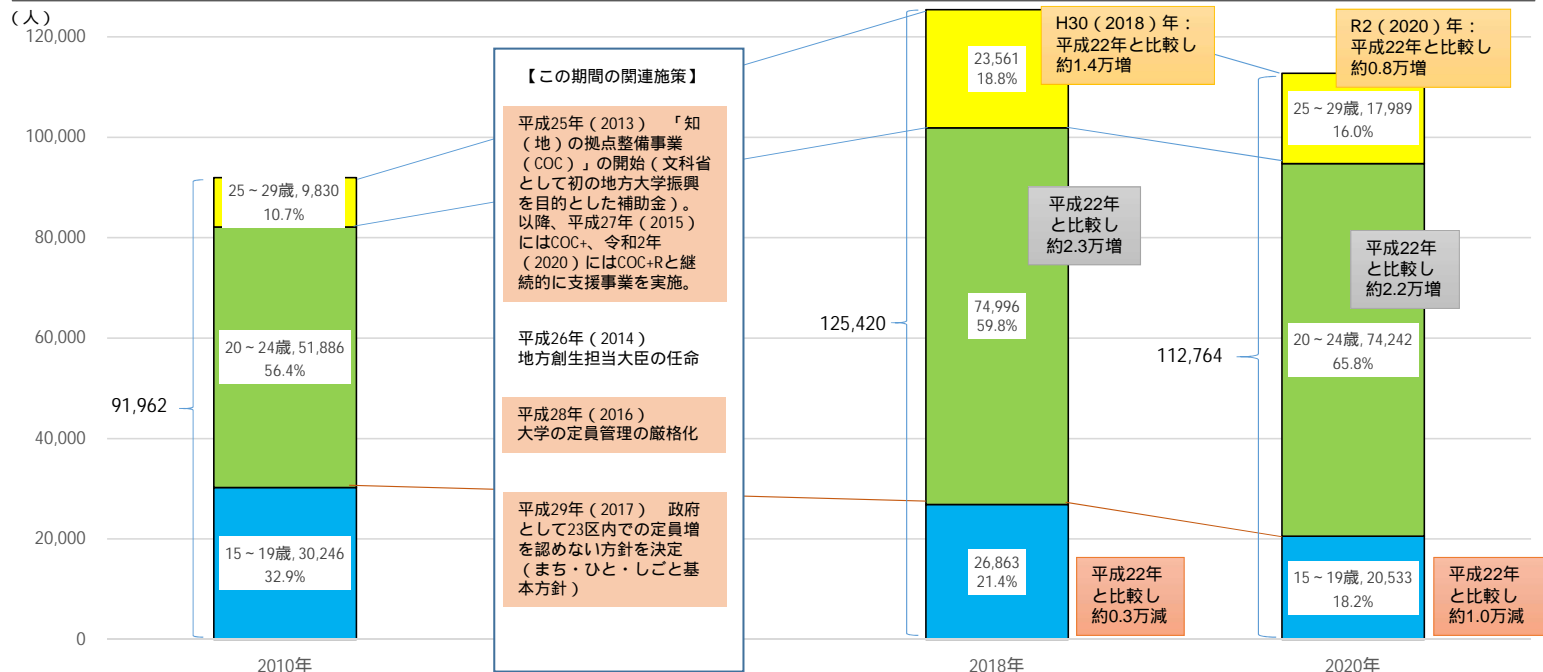 （人）
120,000
100,000
80,000
60,000
40,000
20,000
0
91,962
25～29歳, 9,830
10.7%
20～24歳, 51,886
56.4%
15～19歳, 30,246
32.9%
2010年
【この期間の関連施策】
平成25年（2013）　「知
（地）の拠点整備事業
（COC）」の開始（文科省
として初の地方大学振興
を目的とした補助金）。
以降、平成27年（2015）
にはCOC+、令和2年
（2020）にはCOC+Rと継
続的に支援事業を実施。
平成26年（2014）
地方創生担当大臣の任命
平成28年（2016）
大学の定員管理の厳格化
平成29年（2017）　政府
として23区内での定員増
を認めない方針を決定
（まち・ひと・しごと基
本方針）
125,420
23,561
18.8%
74,996
59.8%
26,863
21.4%
2018年
H30（2018）年：
平成22年と比較し
約1.4万増
平成22年
と比較し
約2.3万増
平成22年
と比較し
約0.3万減
112,764
R2（2020）年：
平成22年と比較し
約0.8万増
25～29歳, 17,989
16.0%
平成22年
と比較し
約2.2万増
20～24歳, 74,242
65.8%
15～19歳, 20,533
18.2%
平成22年
と比較し
約1.0万減
2020年